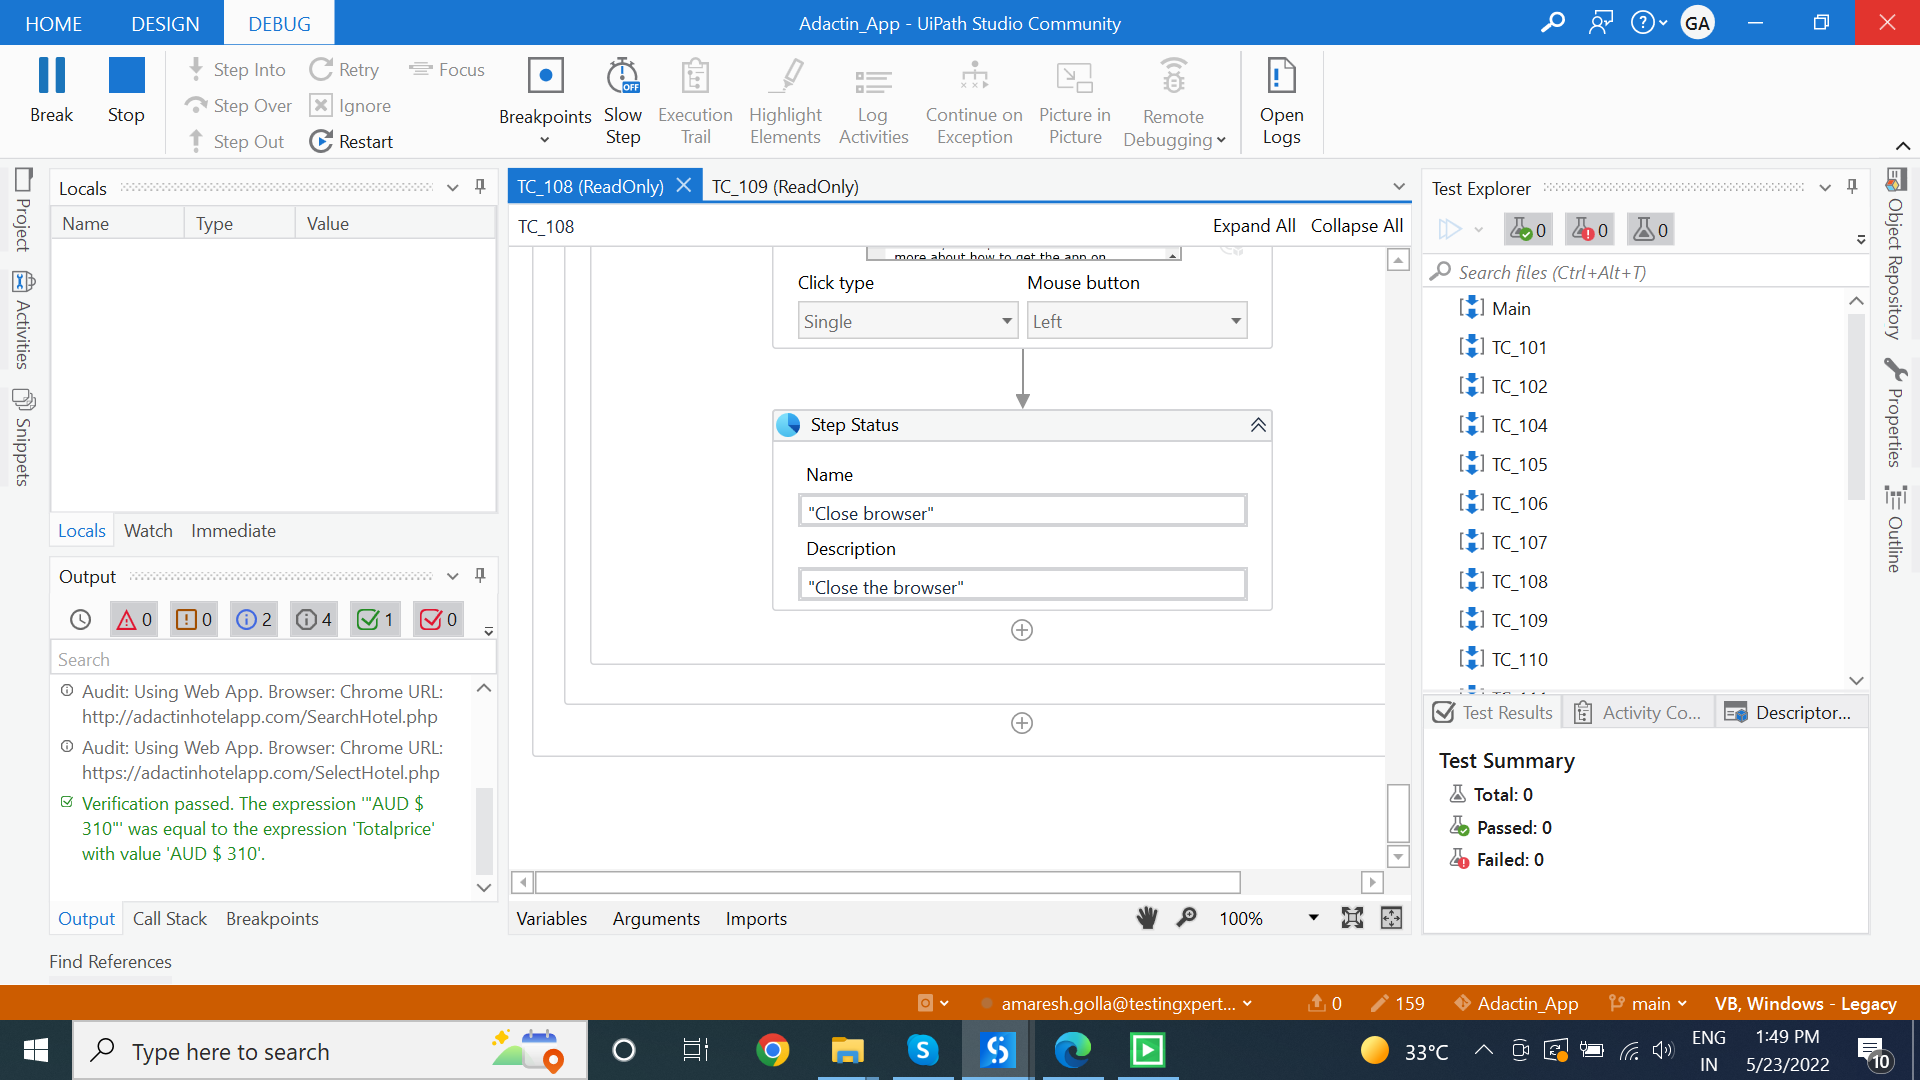 HOME DESIGN DEBUG
Adactin_App - UiPath Studio Community
GA
Break
Stop
Step Into
Step Over
Step Out
Retry
Ignore
Restart
Focus
Breakpoints
Slow
Step
Execution
Trail
Highlight
Elements
Log
Activities
Continue on
Exception
Picture in
Picture
Remote
Debugging
Open
Logs
Project
Activities
Snippets
Locals
Name Type Value
Locals Watch Immediate
Output
0 0 2 4 1 0
Search
Audit: Using Web App. Browser: Chrome URL:
http://adactinhotelapp.com/SearchHotel.php
Audit: Using Web App. Browser: Chrome URL:
https://adactinhotelapp.com/SelectHotel.php
Verification passed. The expression '"AUD $
310"' was equal to the expression 'Totalprice'
with value 'AUD $ 310'.
Output Call Stack Breakpoints
Find References
TC_108 (ReadOnly) TC_109 (ReadOnly)
TC_108
Expand All Collapse All
more about how to get the app on
Click type Mouse button
Single Left
Step Status
Name
"Close browser"
Description
"Close the browser"
Variables Arguments Imports
100%
Test Explorer
0 0 0
Search files (Ctrl+Alt+T)
Main
TC_101
TC_102
TC_104
TC_105
TC_106
TC_107
TC_108
TC_109
TC_110
Test Results Activity Co... Descriptor...
Test Summary
Total: 0
Passed: 0
Failed: 0
Object Repository
Properties
Outline
amaresh.golla@testingxpert... 0 159 Adactin_App main VB, Windows - Legacy
Type here to search
33°C
ENG
IN
1:49 PM
5/23/2022
10